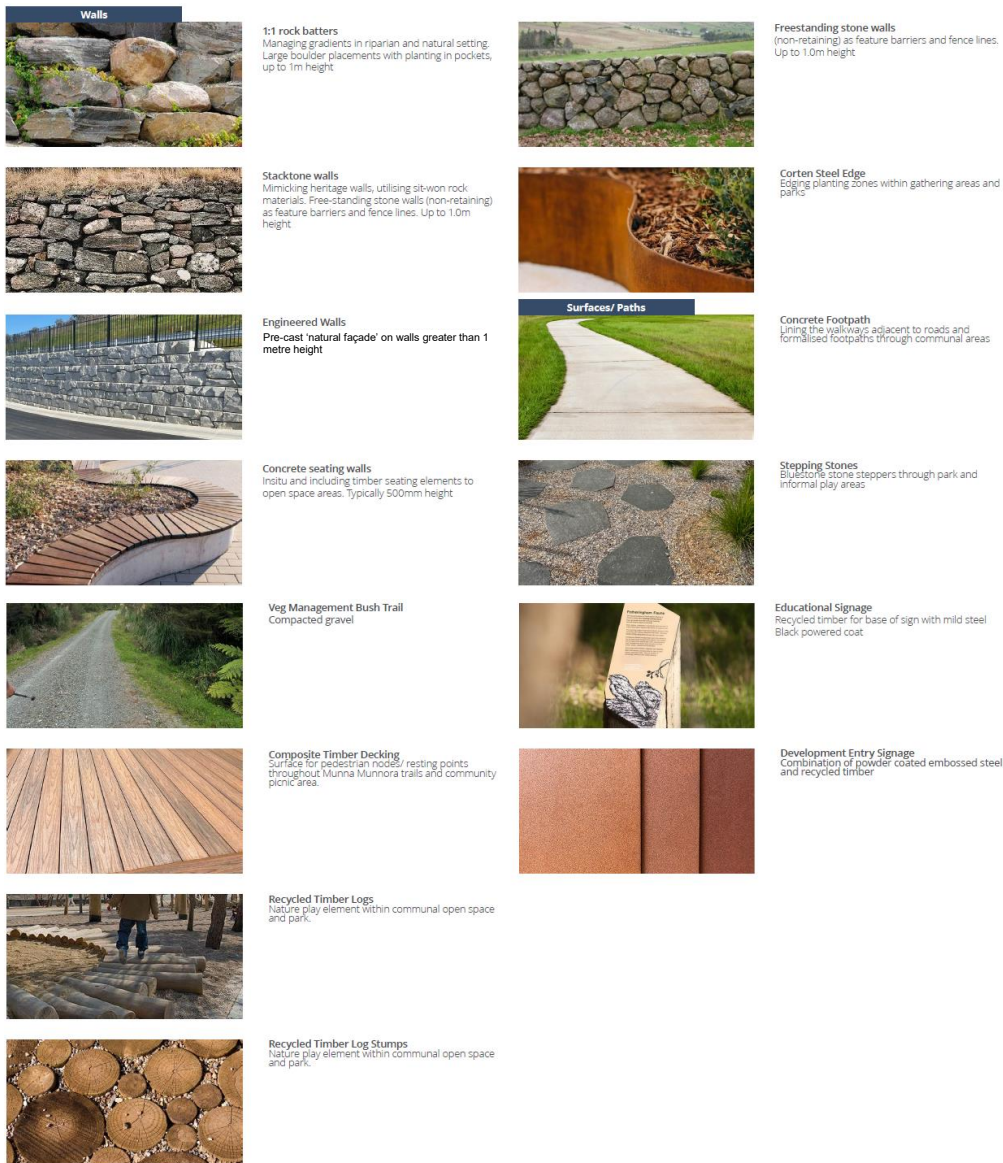 Walls
1:1 rock batters
Managing gradients in riparian and natural setting.
Large boulder placements with planting in pockets,
up to 1m height
Stacktone walls
Mimicking heritage walls, utilising sit-won rock
materials. Free-standing stone walls (non-retaining)
as feature barriers and fence lines. Up to 1.0m
height
Engineered Walls
Pre-cast ‘natural façade’ on walls greater than 1
metre height
Concrete seating walls
Insitu and including timber seating elements to
open space areas. Typically 500mm height
Veg Management Bush Trail
Compacted gravel
Composite Timber Decking
Surface for pedestrian nodes/ resting points
throughout Munna Munnora trails and community
picnic area.
Recycled Timber Logs
Nature play element within communal open space
and park.
Recycled Timber Log Stumps
Nature play element within communal open space
and park.
Freestanding stone walls
(non-retaining) as feature barriers and fence lines.
Up to 1.0m height
Corten Steel Edge
Edging planting zones within gathering areas and
parks
Surfaces/ Paths
Concrete Footpath
Lining the walkways adjacent to roads and
formalised footpaths through communal areas
Stepping Stones
Bluestone stone steppers through park and
informal play areas
Educational Signage
Recycled timber for base of sign with mild steel
Black powered coat
Development Entry Signage
Combination of powder coated embossed steel
and recycled timber